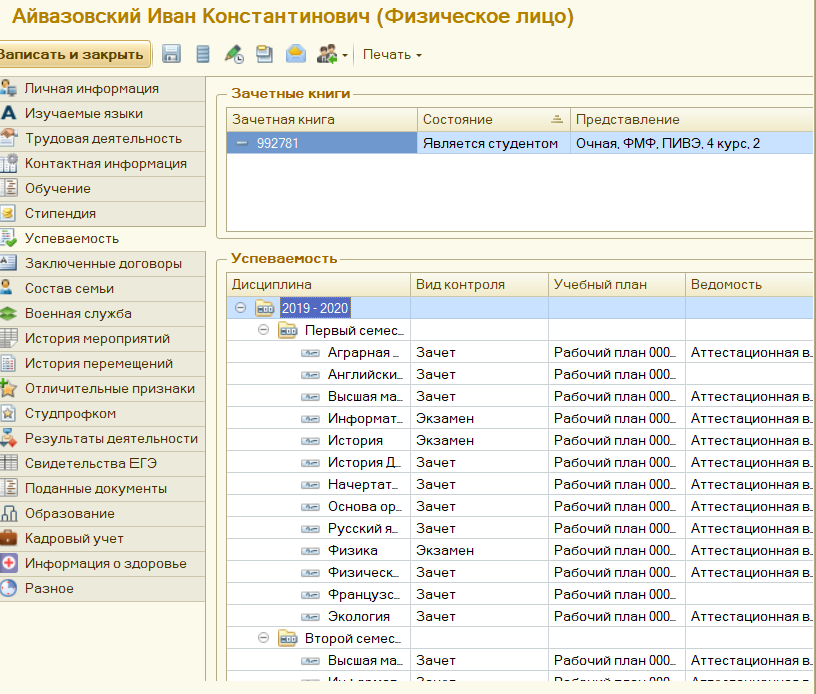 Айвазовский Иван Константинович (Физическое лицо)
Записать и закрыть Печать
Личная информация
Изучаемые языки
Трудовая деятельность
Контактная информация
Обучение
Стипендия
Успеваемость
Заключенные договоры
Состав семьи
Военная служба
История мероприятий
История перемещений
Отличительные признаки
Студпрофком
Результаты деятельности
Свидетельства ЕГЭ
Поданные документы
Образование
Кадровый учет
Информация о здоровье
Разное
Зачетные книги
Зачетная книга Состояние Представление
992781 Является студентом Очная, ФМФ, ПИВЭ, 4 курс, 2
Успеваемость
Дисциплина Вид контроля Учебный план Ведомость
2019 - 2020
Первый семес...
Аграрная ... Зачет Рабочий план 000... Аттестационная в...
Английски... Зачет Рабочий план 000...
Высшая ма... Зачет Рабочий план 000... Аттестационная в...
Информат... Экзамен Рабочий план 000... Аттестационная в...
История Экзамен Рабочий план 000... Аттестационная в...
История Д... Зачет Рабочий план 000... Аттестационная в...
Начертат... Зачет Рабочий план 000... Аттестационная в...
Основа ор... Зачет Рабочий план 000... Аттестационная в...
Русский я... Зачет Рабочий план 000... Аттестационная в...
Физика Экзамен Рабочий план 000... Аттестационная в...
Физическ... Зачет Рабочий план 000... Аттестационная в...
Французс... Зачет Рабочий план 000...
Экология Зачет Рабочий план 000... Аттестационная в...
Второй семес...
Высшая ма... Зачет Рабочий план 000... Аттестационная в...